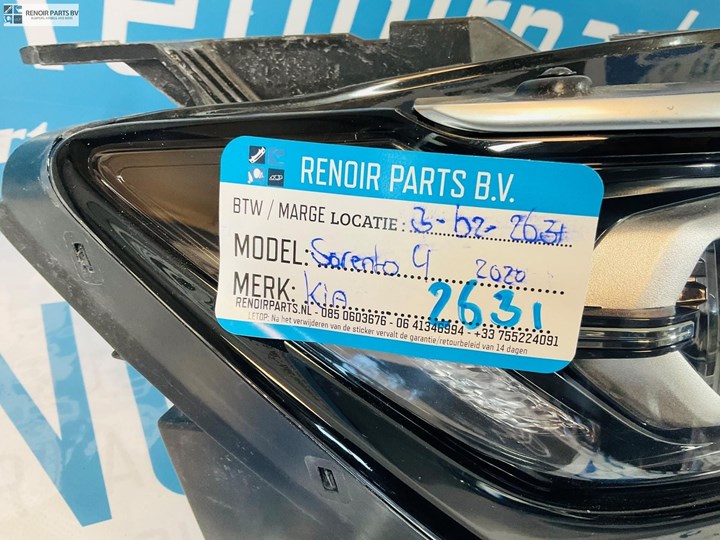 RENOIR PARTS BV
RENOIR PARTS B.V.
BTW / MARGE LOCATIE : 3-b2-2631
MODEL: Sorento 4 2020
MERK: KiA 2631
RENOIRPARTS.NL - 085 0603676 - 06 41346994 - +33 755224091
LETOP: Na het verwijderen van de sticker vervalt de garantie/retourbeleid van 14 dagen